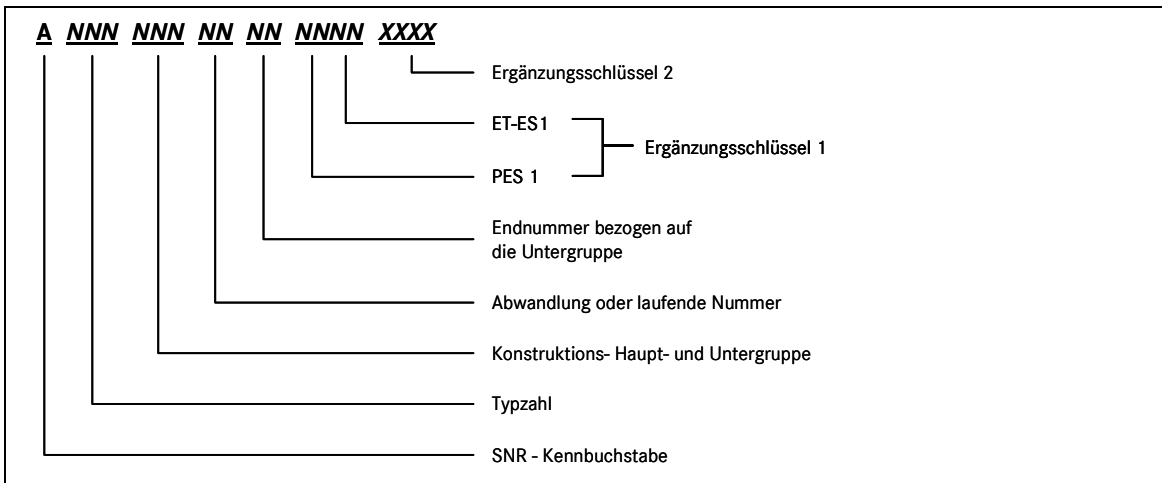 A NNN NNN NN NN NNNN XXXX
Ergänzungsschlüssel 2
ET-ES1
Ergänzungsschlüssel 1
PES 1
Endnummer bezogen auf
die Untergruppe
Abwandlung oder laufende Nummer
Konstruktions- Haupt- und Untergruppe
Typzahl
SNR - Kennbuchstabe